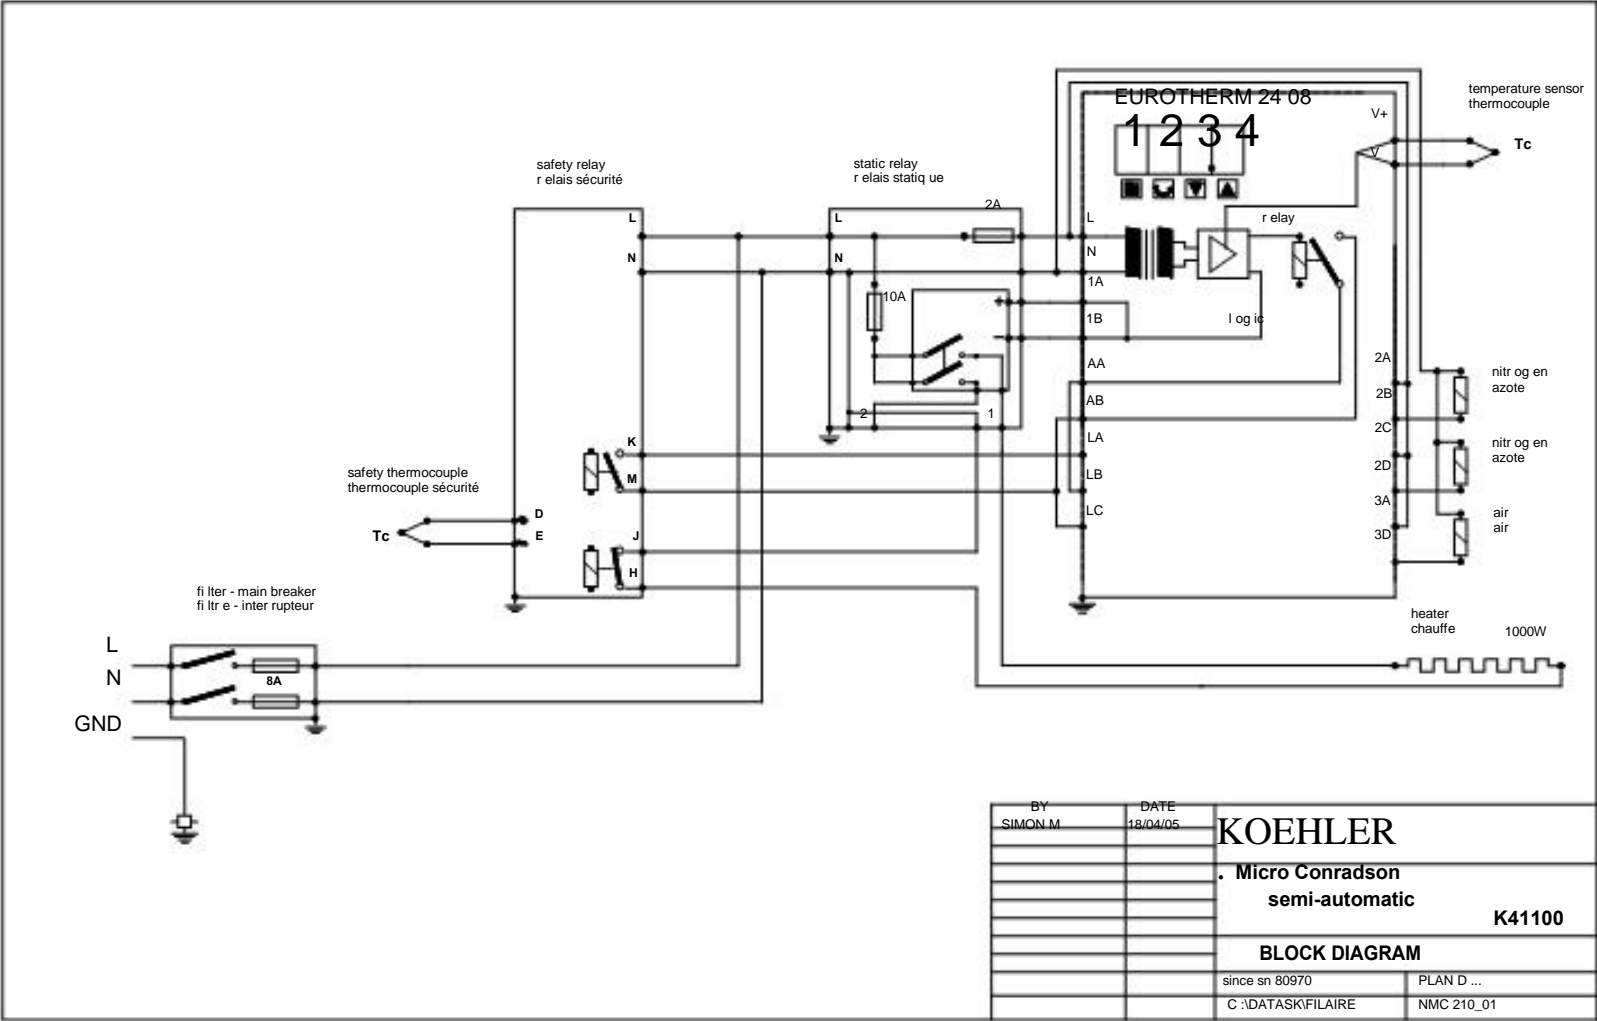 EUROTHERM 24 08
1 2 3 4
V+
V
temperature sensor
thermocouple
Tc
safety relay
r elais sécurité
static relay
r elais statiq ue
2A
L
N
L
N
10A
+
−
2
1
L
N
1A
1B
AA
AB
LA
LB
LC
r elay
l og ic
2A
2B
2C
2D
3A
3D
nitr og en
azote
nitr og en
azote
air
air
K
M
J
H
safety thermocouple
thermocouple sécurité
Tc
D
E
fi lter - main breaker
fi ltr e - inter rupteur
L
N
GND
8A
heater
chauffe
1000W
BY
DATE
SIMON M
18/04/05
KOEHLER
. Micro Conradson
semi-automatic
K41100
BLOCK DIAGRAM
since sn 80970
PLAN D ...
C :\DATASK\FILAIRE
NMC 210_01